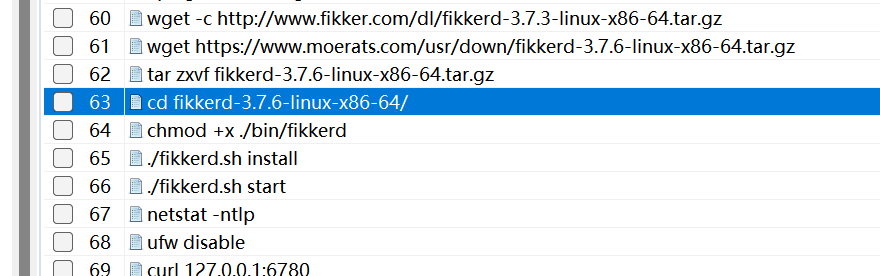 60 wget -c http://www.fikker.com/dl/fikkerd-3.7.3-linux-x86-64.tar.gz
61 wget https://www.moerats.com/usr/down/fikkerd-3.7.6-linux-x86-64.tar.gz
62 tar zxvf fikkerd-3.7.6-linux-x86-64.tar.gz
63 cd fikkerd-3.7.6-linux-x86-64/
64 chmod +x ./bin/fikkerd
65 ./fikkerd.sh install
66 ./fikkerd.sh start
67 netstat -ntlp
68 ufw disable
69 curl 127.0.0.1:6780